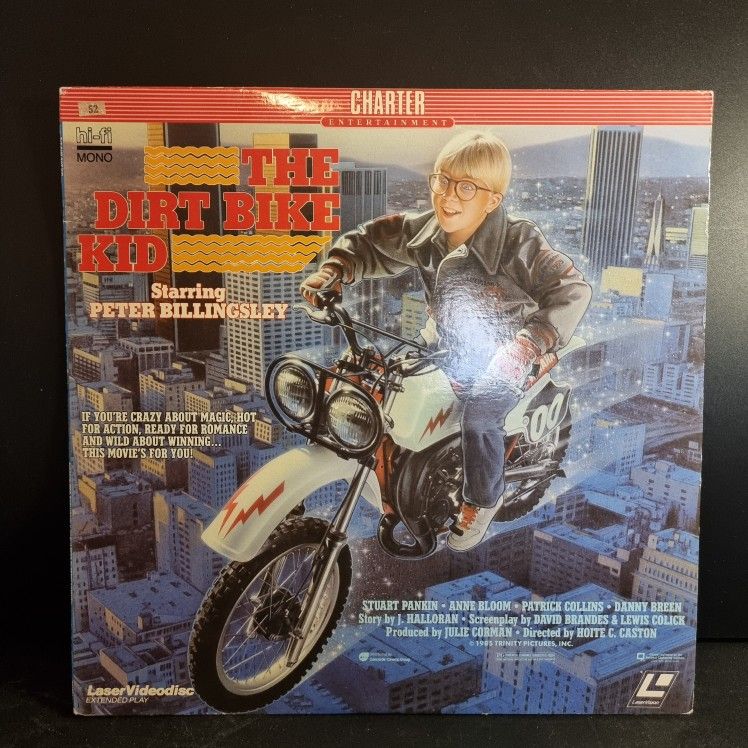 CHARTER
ENTERTAINMENT
52
hi-fi
MONO
THE
DIRT BIKE
KID
Starring
PETER BILLINGSLEY
IF YOU'RE CRAZY ABOUT MAGIC, HOT
FOR ACTION, READY FOR ROMANCE
AND WILD ABOUT WINNING...
THIS MOVIE'S FOR YOU!
00
STUART PANKIN • ANNE BLOOM • PATRICK COLLINS • DANNY BREEN
Story by J. HALLORAN • Screenplay by DAVID BRANDES & LEWIS COLICK
Produced by JULIE CORMAN • Directed by HOITE C. CASTON
© 1985 TRINITY PICTURES, INC.
LaserVideodisc
EXTENDED PLAY
LaserVision